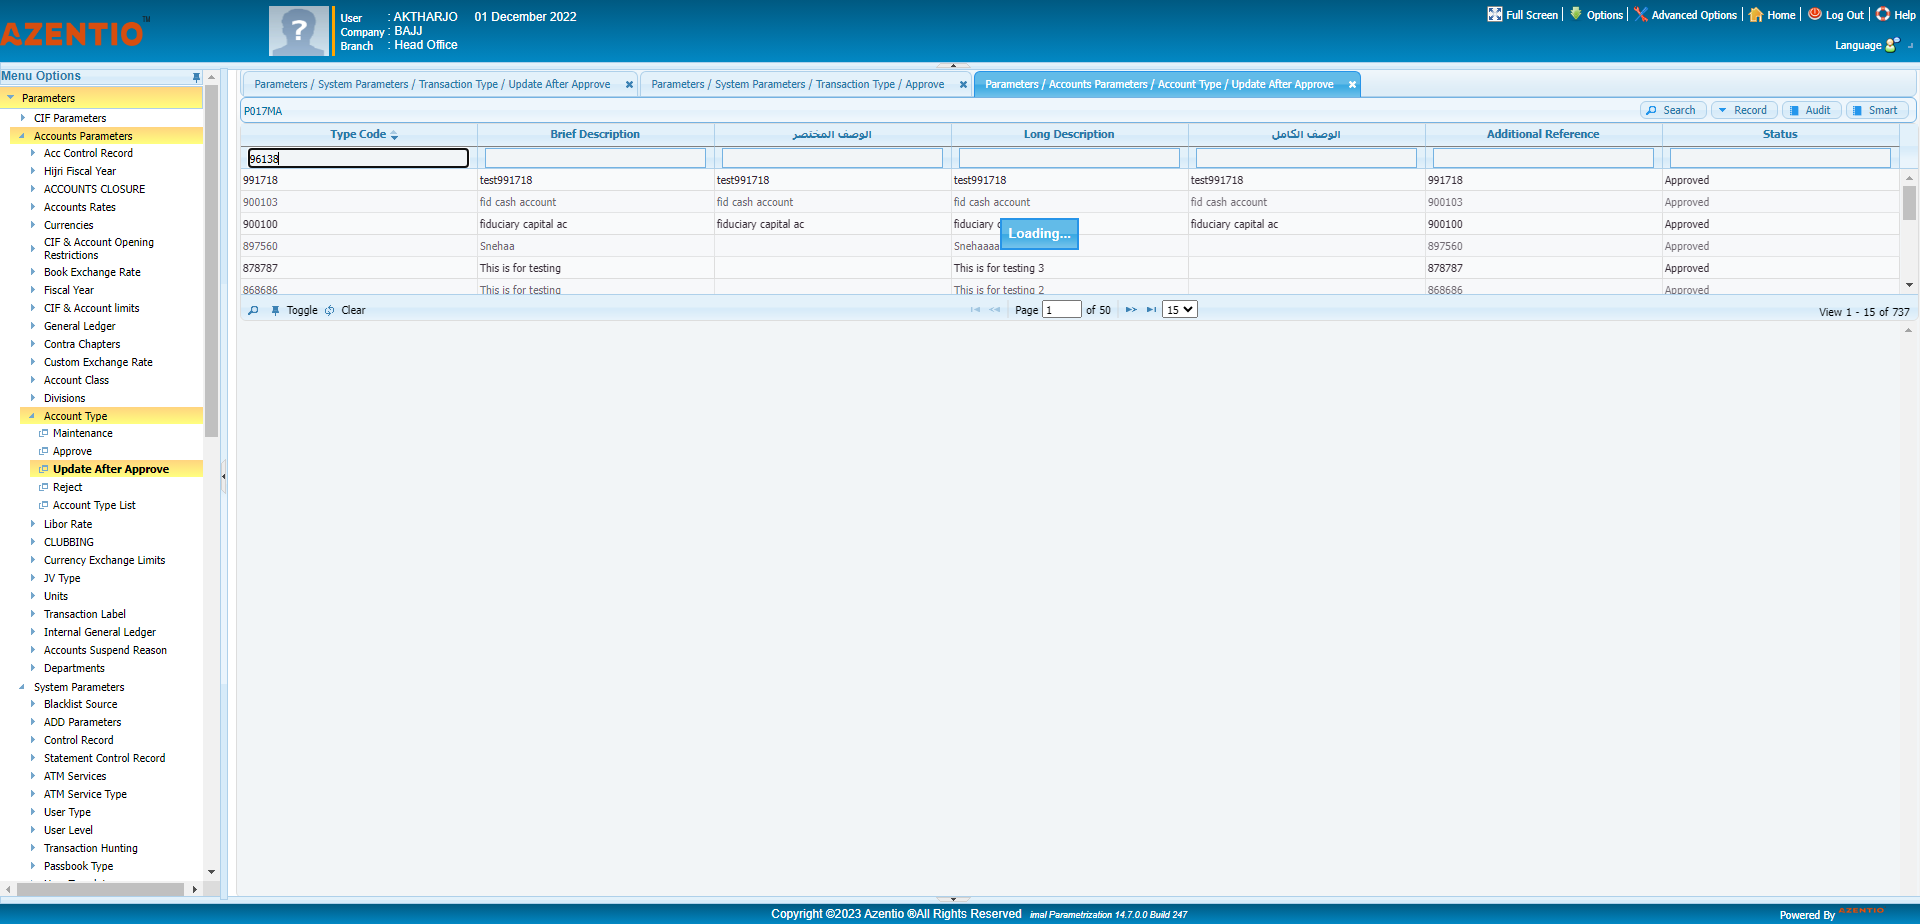 AZENTIO™
User : AKTHARJO 01 December 2022
Company : BAJJ
Branch : Head Office
Full Screen Options Advanced Options Home Log Out Help
Language
Menu Options
Parameters
CIF Parameters
Accounts Parameters
Acc Control Record
Hijri Fiscal Year
ACCOUNTS CLOSURE
Accounts Rates
Currencies
CIF & Account Opening
Restrictions
Book Exchange Rate
Fiscal Year
CIF & Account limits
General Ledger
Contra Chapters
Custom Exchange Rate
Account Class
Divisions
Account Type
Maintenance
Approve
Update After Approve
Reject
Account Type List
Libor Rate
CLUBBING
Currency Exchange Limits
JV Type
Units
Transaction Label
Internal General Ledger
Accounts Suspend Reason
Departments
System Parameters
Blacklist Source
ADD Parameters
Control Record
Statement Control Record
ATM Services
ATM Service Type
User Type
User Level
Transaction Hunting
Passbook Type
Parameters / System Parameters / Transaction Type / Update After Approve
Parameters / System Parameters / Transaction Type / Approve
Parameters / Accounts Parameters / Account Type / Update After Approve
P017MA Search Record Audit Smart
Type Code Brief Description الوصف المختصر Long Description الوصف الكامل Additional Reference Status
96138
991718 test991718 test991718 test991718 test991718 991718 Approved
900103 fid cash account fid cash account fid cash account fid cash account 900103 Approved
900100 fiduciary capital ac fiduciary capital ac fiduciary fiduciary capital ac 900100 Approved
Loading...
897560 Snehaa Snehaaaa 897560 Approved
878787 This is for testing This is for testing 3 878787 Approved
868686 This is for testing This is for testing 2 868686 Approved
Toggle Clear Page 1 of 50 15 View 1 - 15 of 737
Copyright ©2023 Azentio ®All Rights Reserved imal Parametrization 14.7.0.0 Build 247
Powered By AZENTIO